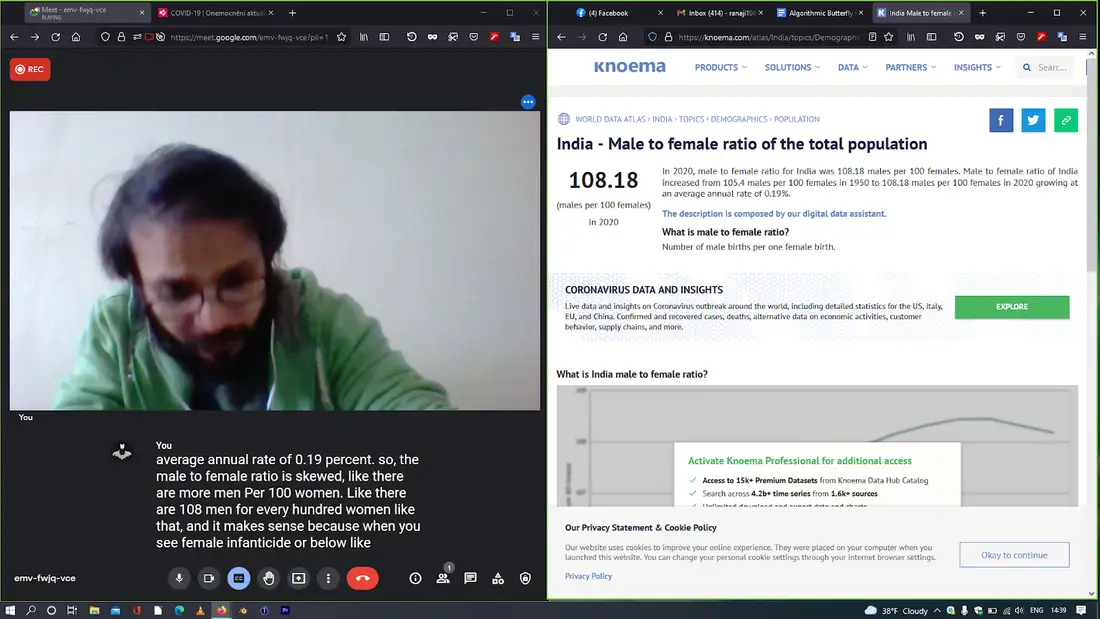 Meet - emv-fwjq-vce
PLAYING
COVID-19 | Onemocnění aktuál
https://meet.google.com/emv-fwjq-vce?pli=1
REC
You
You
average annual rate of 0.19 percent. so, the
male to female ratio is skewed, like there
are more men Per 100 women. Like there
are 108 men for every hundred women like
that, and it makes sense because when you
see female infanticide or below like
emv-fwjq-vce
1
(4) Facebook
Inbox (414) - ranaji10
Algorithmic Butterfly
India Male to female
https://knoema.com/atlas/India/topics/Demographi
knoema
PRODUCTS
SOLUTIONS
DATA
PARTNERS
INSIGHTS
Searc...
WORLD DATA ATLAS › INDIA › TOPICS › DEMOGRAPHICS › POPULATION
India - Male to female ratio of the total population
108.18
(males per 100 females)
in 2020
In 2020, male to female ratio for India was 108.18 males per 100 females. Male to female ratio of India
increased from 105.4 males per 100 females in 1950 to 108.18 males per 100 females in 2020 growing at
an average annual rate of 0.19%.
The description is composed by our digital data assistant.
What is male to female ratio?
Number of male births per one female birth.
CORONAVIRUS DATA AND INSIGHTS
Live data and insights on Coronavirus outbreak around the world, including detailed statistics for the US, Italy,
EU, and China. Confirmed and recovered cases, deaths, alternative data on economic activities, customer
behavior, supply chains, and more.
EXPLORE
What is India male to female ratio?
Activate Knoema Professional for additional access
Access to 15k+ Premium Datasets from Knoema Data Hub Catalog
Search across 4.2b+ time series from 1.6k+ sources
Unlimited download and export data and charts
Our Privacy Statement & Cookie Policy
Our website uses cookies to improve your online experience. They were placed on your computer when you
launched this website. You can change your personal cookie settings through your internet browser settings.
Privacy Policy
Okay to continue
38°F Cloudy
ENG
14:39